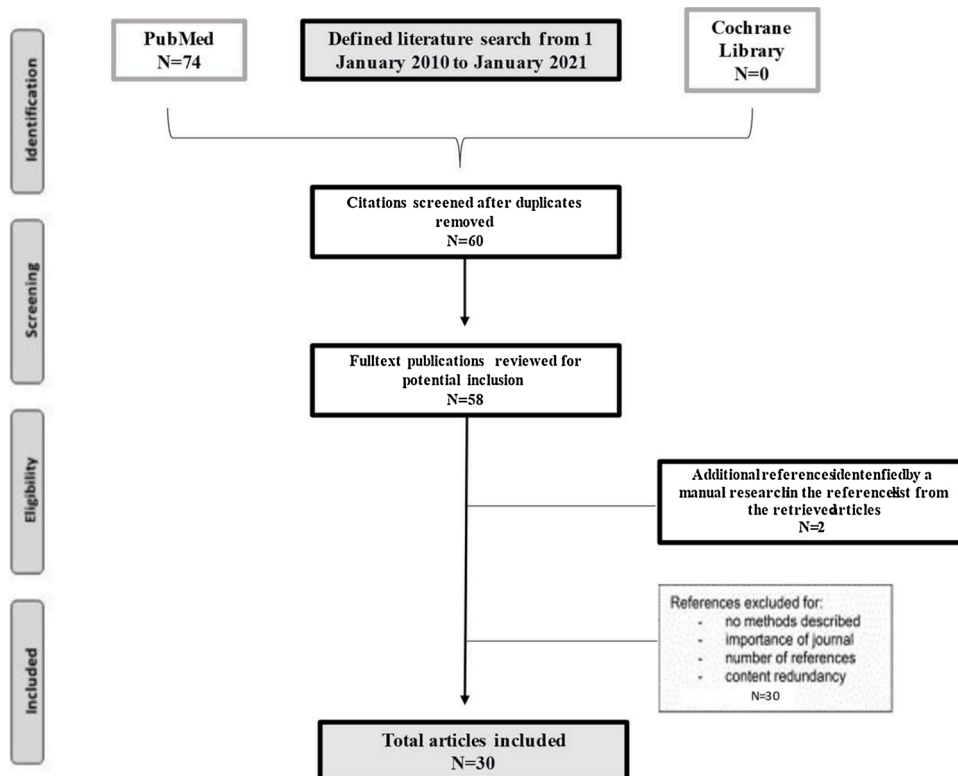 PubMed
N=74
Defined literature search from 1
January 2010 to January 2021
Cochrane
Library
N=0
Identification
Citations screened after duplicates
removed
N=60
Screening
Fulltext publications reviewed for
potential inclusion
N=58
Eligibility
Additional referencesidentenfiedby a
manual researchin the referencelist from
the retrievedarticles
N=2
References excluded for:
- no methods described
- importance of journal
- number of references
- content redundancy
N=30
Included
Total articles included
N=30